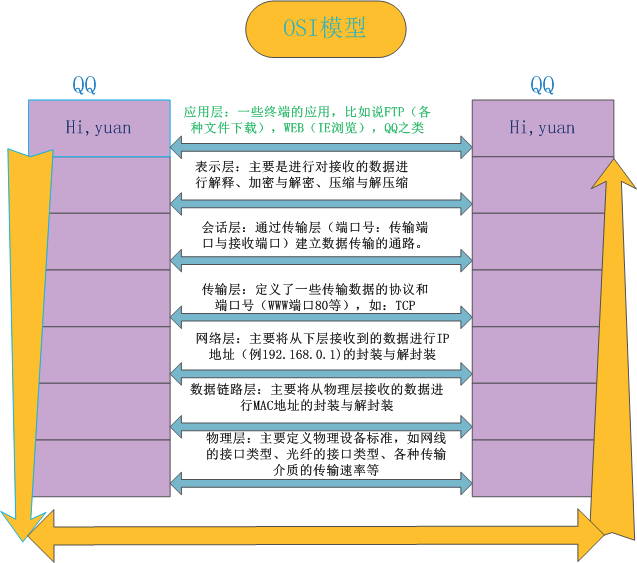 OSI模型
QQ
QQ
Hi,yuan
Hi,yuan
应用层：一些终端的应用，比如说FTP（各
种文件下载），WEB（IE浏览），QQ之类
表示层：主要是进行对接收的数据进
行解释、加密与解密、压缩与解压缩
会话层：通过传输层（端口号：传输端
口与接收端口）建立数据传输的通路。
传输层：定义了一些传输数据的协议和
端口号（WWW端口80等），如：TCP
网络层：主要将从下层接收到的数据进行IP
地址（例192.168.0.1)的封装与解封装
数据链路层：主要将从物理层接收的数据进
行MAC地址的封装与解封装
物理层：主要定义物理设备标准，如网线
的接口类型、光纤的接口类型、各种传输
介质的传输速率等